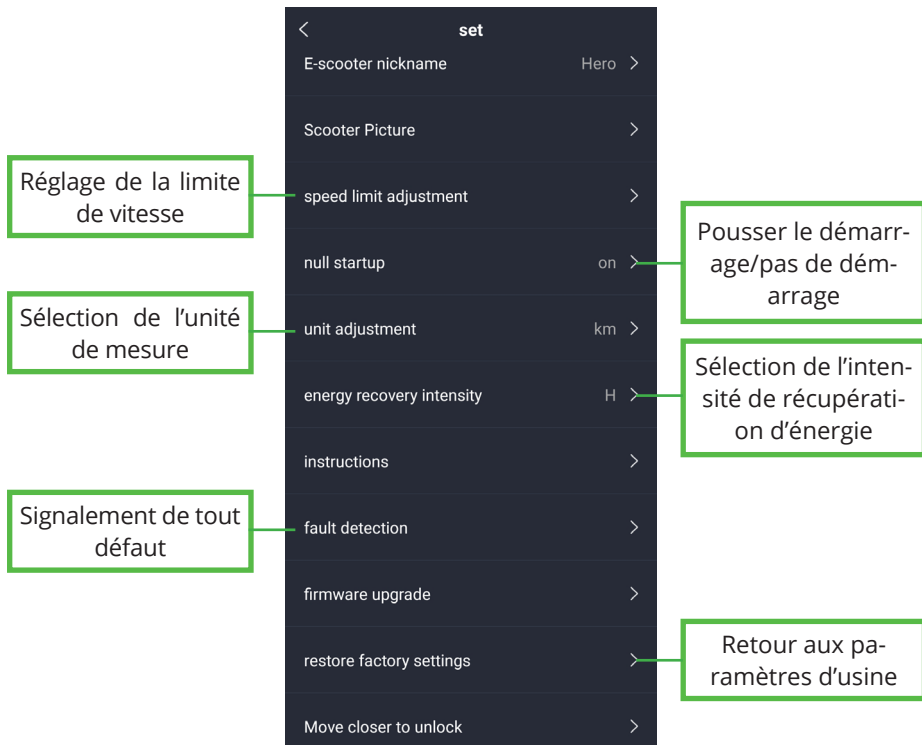 set
E-scooter nickname Hero
Scooter Picture
Réglage de la limite
de vitesse
speed limit adjustment
Pousser le démarr-
age/pas de dém-
arrage
null startup on
Sélection de l'unité
de mesure
unit adjustment km
Sélection de l'inten-
sité de récupérati-
on d'énergie
energy recovery intensity H
instructions
Signalement de tout
défaut
fault detection
firmware upgrade
Retour aux pa-
ramètres d'usine
restore factory settings
Move closer to unlock